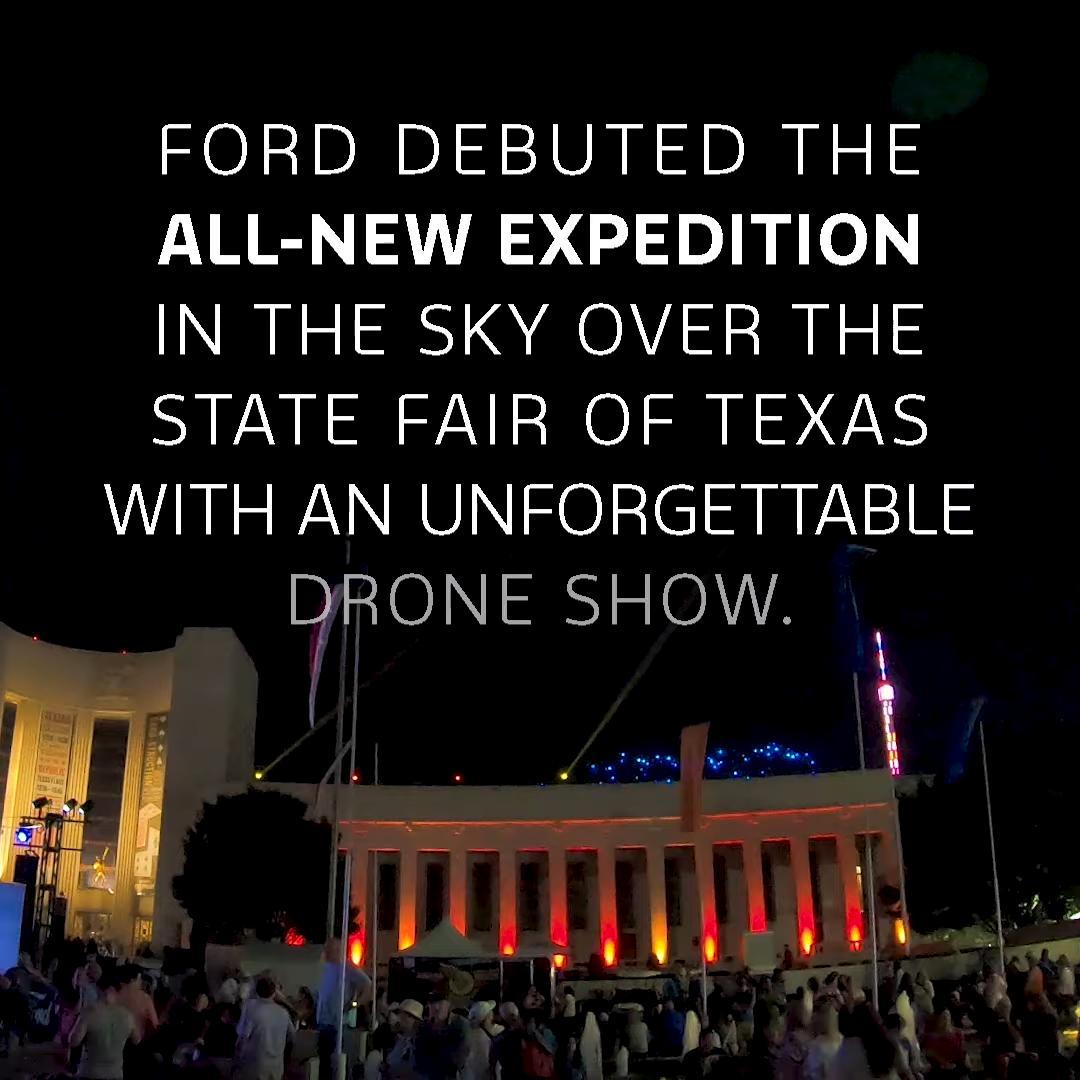 FORD DEBUTED THE
ALL-NEW EXPEDITION
IN THE SKY OVER THE
STATE FAIR OF TEXAS
WITH AN UNFORGETTABLE
DRONE SHOW.